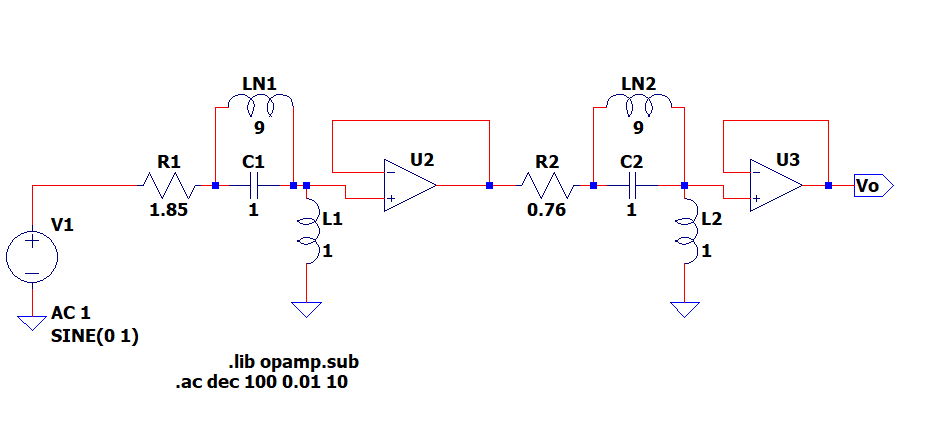 LN1
9
LN2
9
R1
1.85
C1
1
U2
R2
0.76
C2
1
U3
Vo
V1
L1
1
L2
1
AC 1
SINE(0 1)
.lib opamp.sub
.ac dec 100 0.01 10